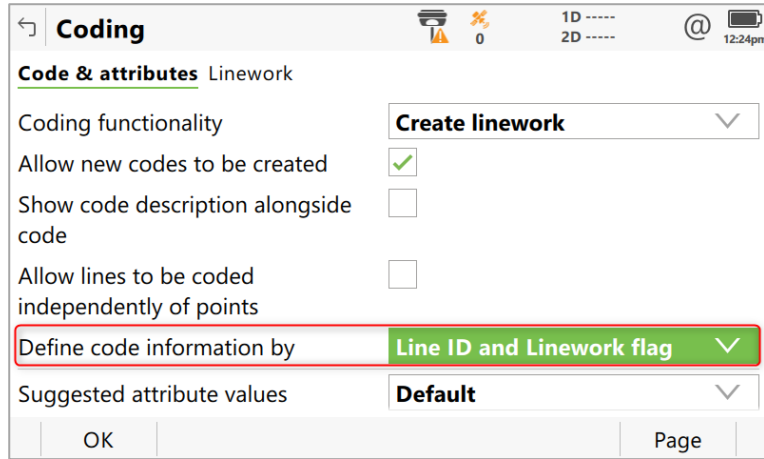 Coding
0
1D -----
2D -----
@
12:24pm
Code & attributes Linework
Coding functionality Create linework
Allow new codes to be created
Show code description alongside
code
Allow lines to be coded
independently of points
Define code information by Line ID and Linework flag
Suggested attribute values Default
OK Page